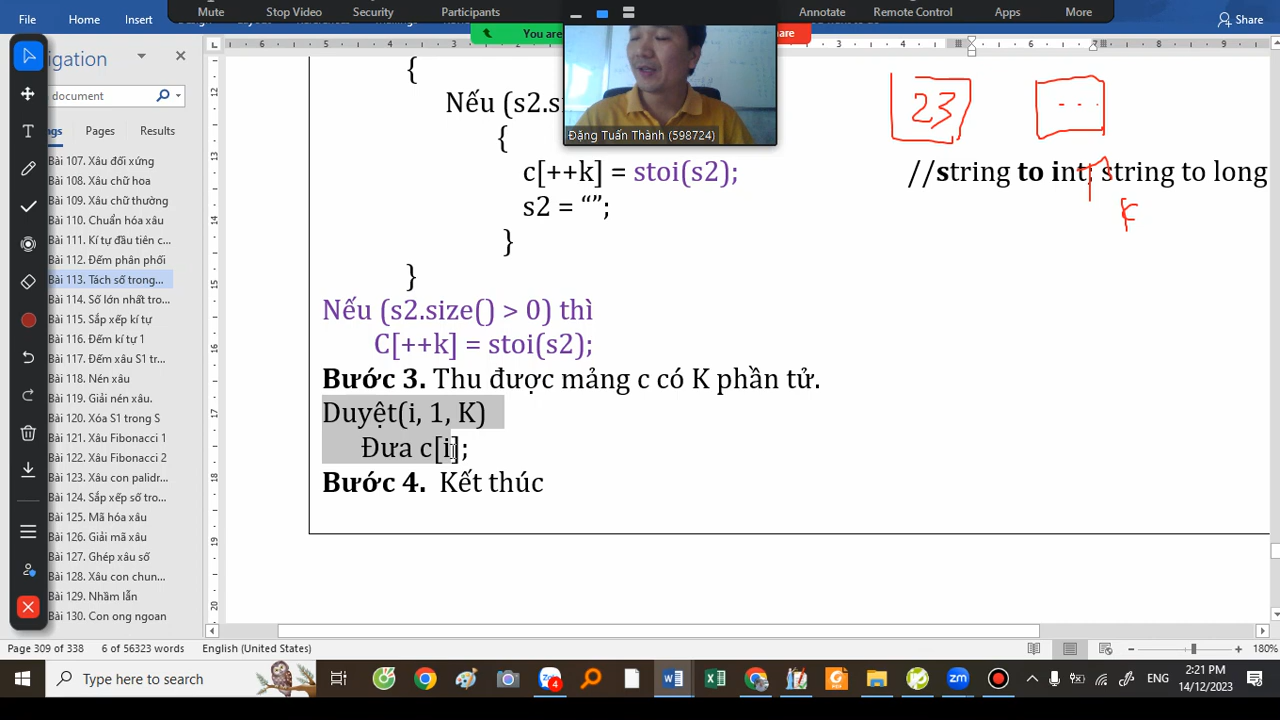 Mute
Stop Video
Security
Participants
Annotate
Remote Control
Apps
More
File
Home
Insert
Share
You are
hare
Đặng Tuấn Thành (598724)
vigation
document
Pages
Results
Bài 107. Xâu đối xứng
Bài 108. Xâu chữ hoa
Bài 109. Xâu chữ thường
Bài 110. Chuẩn hóa xâu
Bài 111. Kí tự đầu tiên c...
Bài 112. Đếm phân phối
Bài 113. Tách số trong...
Bài 114. Số lớn nhất tro...
Bài 115. Sắp xếp kí tự
Bài 116. Đếm kí tự 1
Bài 117. Đếm xâu S1 tr...
Bài 118. Nén xâu
Bài 119. Giải nén xâu.
Bài 120. Xóa S1 trong S
Bài 121. Xâu Fibonacci 1
Bài 122. Xâu Fibonacci 2
Bài 123. Xâu con palidr...
Bài 124. Sắp xếp số tro...
Bài 125. Mã hóa xâu
Bài 126. Giải mã xâu
Bài 127. Ghép xâu số
Bài 128. Xâu con chun...
Bài 129. Nhầm lẫn
Bài 130. Con ong ngoan
{
Nếu (s2.si
{
c[++k] = stoi(s2); //string to int; string to long
s2 = “”;
}
}
Nếu (s2.size() > 0) thì
C[++k] = stoi(s2);
Bước 3. Thu được mảng c có K phần tử.
Duyệt(i, 1, K)
Đưa c[i];
Bước 4. Kết thúc
23
...
k
Page 309 of 338
6 of 56323 words
English (United States)
180%
Type here to search
4
ENG
2:21 PM
14/12/2023